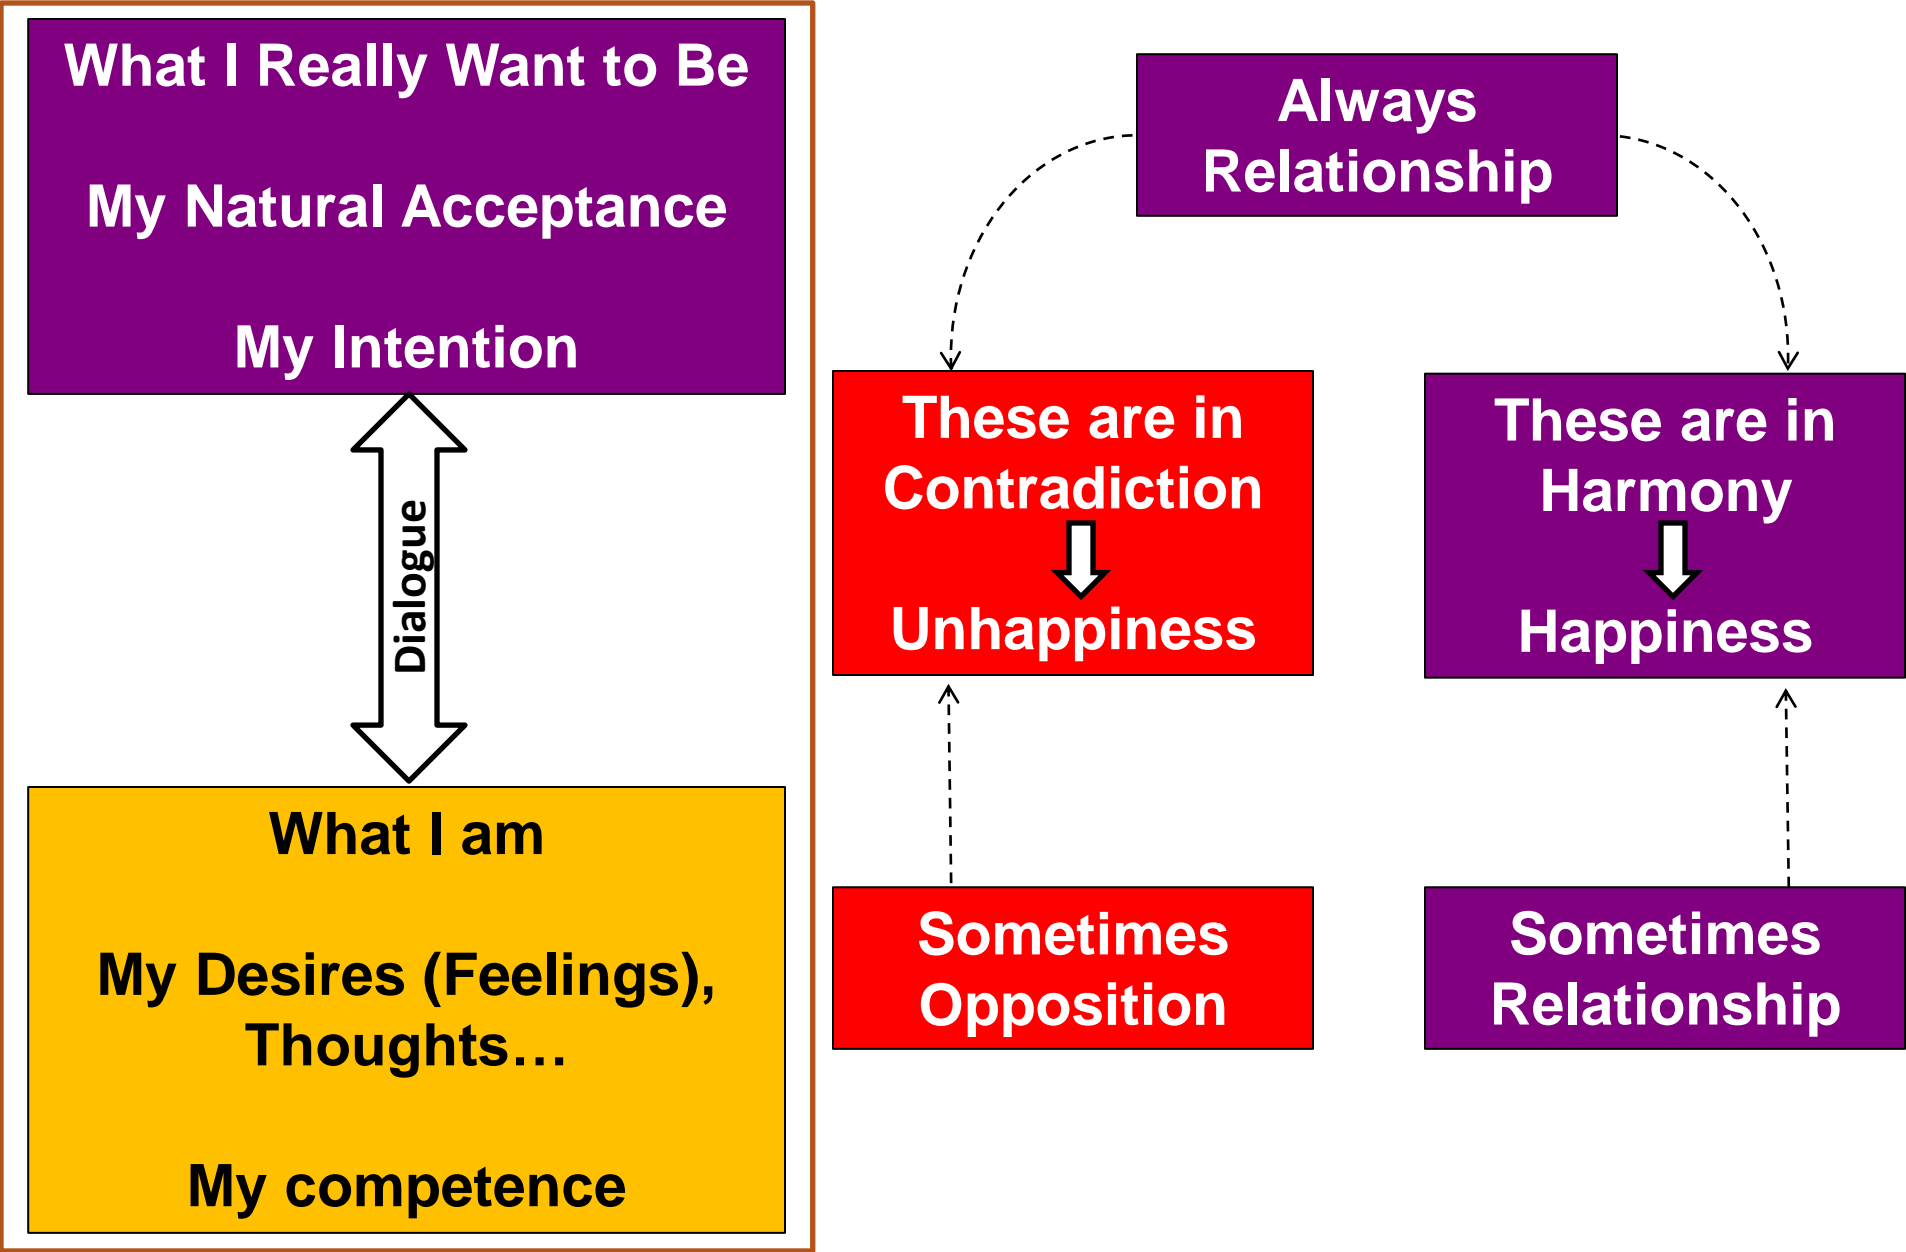 What I Really Want to Be
My Natural Acceptance
My Intention
Dialogue
What I am
My Desires (Feelings),
Thoughts…
My competence
Always
Relationship
These are in
Contradiction
Unhappiness
These are in
Harmony
Happiness
Sometimes
Opposition
Sometimes
Relationship